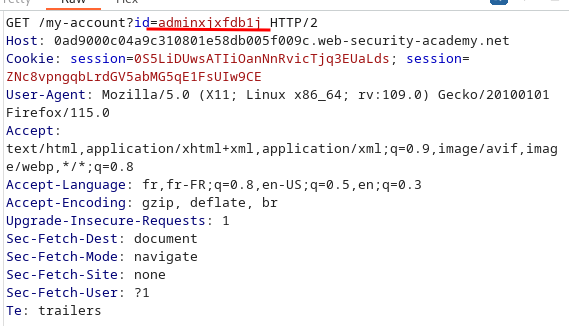 GET /my-account?id=adminxjxfdb1j HTTP/2
Host: 0ad9000c04a9c310801e58db005f009c.web-security-academy.net
Cookie: session=0S5LiDUwsATIiOanNnRvicTjq3EUaLds; session=
ZNc8vpngqbLrdGV5abMG5qE1FsUIw9CE
User-Agent: Mozilla/5.0 (X11; Linux x86_64; rv:109.0) Gecko/20100101
Firefox/115.0
Accept:
text/html,application/xhtml+xml,application/xml;q=0.9,image/avif,imag
e/webp,*/*;q=0.8
Accept-Language: fr,fr-FR;q=0.8,en-US;q=0.5,en;q=0.3
Accept-Encoding: gzip, deflate, br
Upgrade-Insecure-Requests: 1
Sec-Fetch-Dest: document
Sec-Fetch-Mode: navigate
Sec-Fetch-Site: none
Sec-Fetch-User: ?1
Te: trailers